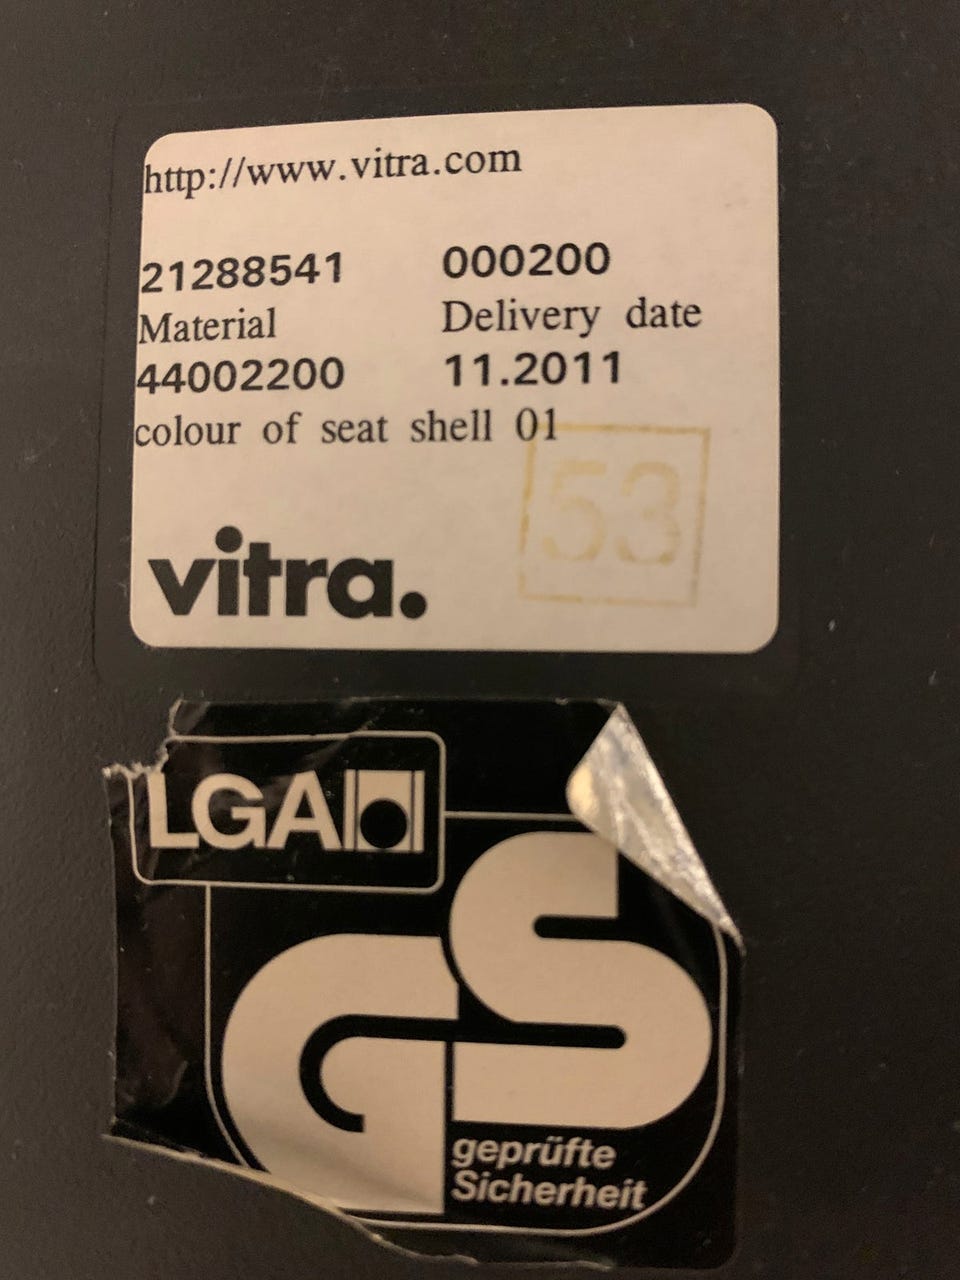 http://www.vitra.com
21288541 000200
Material Delivery date
44002200 11.2011
colour of seat shell 01
53
vitra.
LGA
GS
geprüfte
Sicherheit